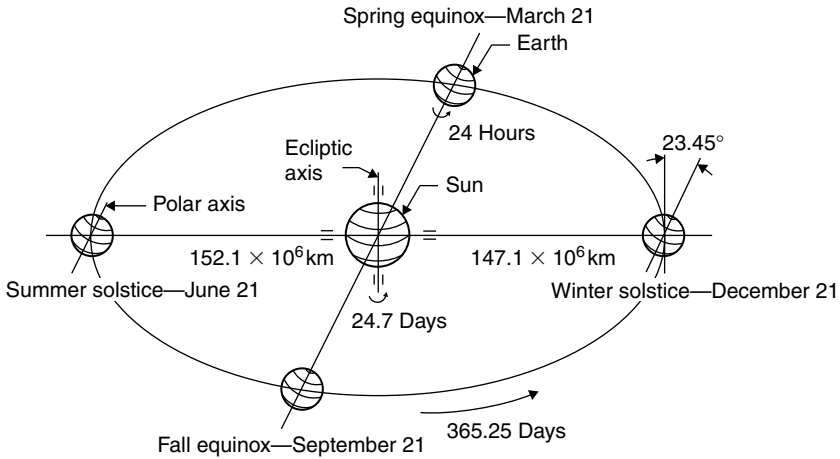 Spring equinox—March 21
Earth
24 Hours
23.45°
Ecliptic
axis
Sun
Polar axis
152.1 × 10⁶ km
147.1 × 10⁶ km
Summer solstice—June 21
Winter solstice—December 21
24.7 Days
365.25 Days
Fall equinox—September 21